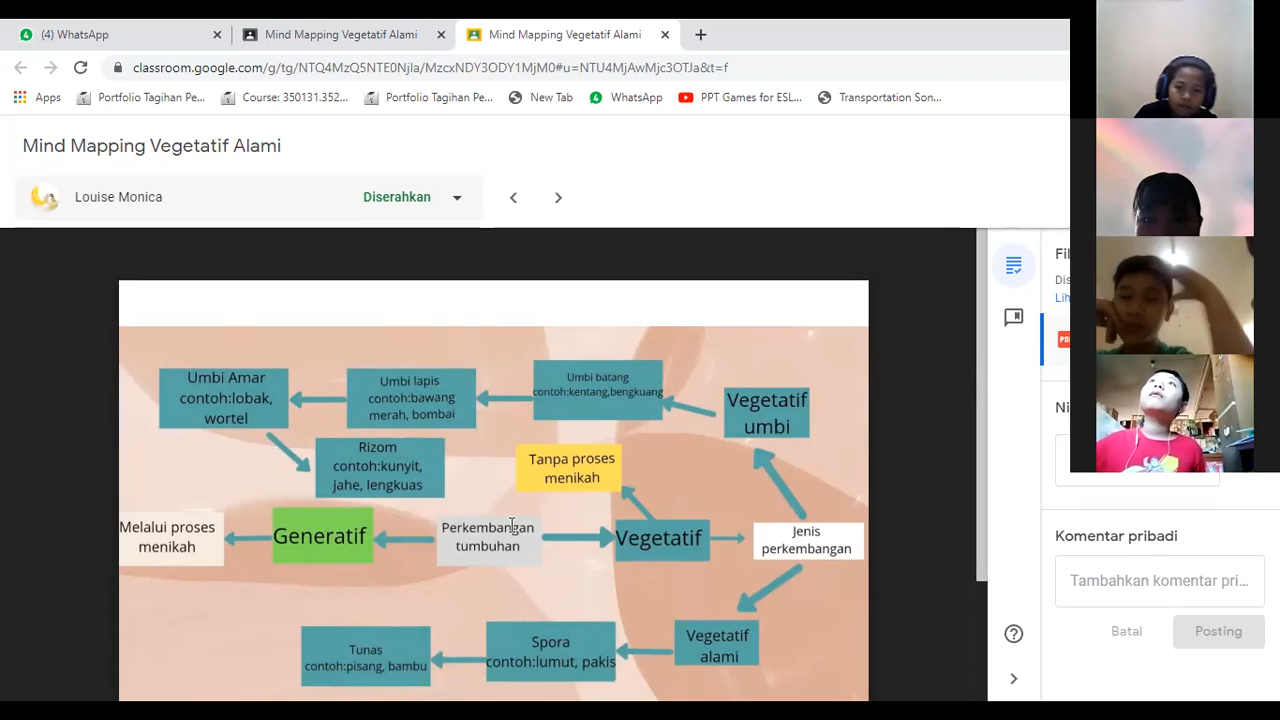 (4) WhatsApp
Mind Mapping Vegetatif Alami
Mind Mapping Vegetatif Alami
classroom.google.com/g/tg/NTQ4MzQ5NTE0NjIa/MzcxNDY3ODY1MjM0#u=NTU4MjAwMjc3OTJa&t=f
Apps
Portfolio Tagihan Pe...
Course: 350131.352...
Portfolio Tagihan Pe...
New Tab
WhatsApp
PPT Games for ESL...
Transportation Son...
Mind Mapping Vegetatif Alami
Louise Monica
Diserahkan
Umbi Amar
contoh:lobak,
wortel
Umbi lapis
contoh:bawang
merah, bombai
Umbi batang
contoh:kentang,bengkuang
Vegetatif
umbi
Rizom
contoh:kunyit,
jahe, lengkuas
Tanpa proses
menikah
Melalui proses
menikah
Generatif
Perkembangan
tumbuhan
Vegetatif
Jenis
perkembangan
Tunas
contoh:pisang, bambu
Spora
contoh:lumut, pakis
Vegetatif
alami
Komentar pribadi
Tambahkan komentar pri...
Batal
Posting